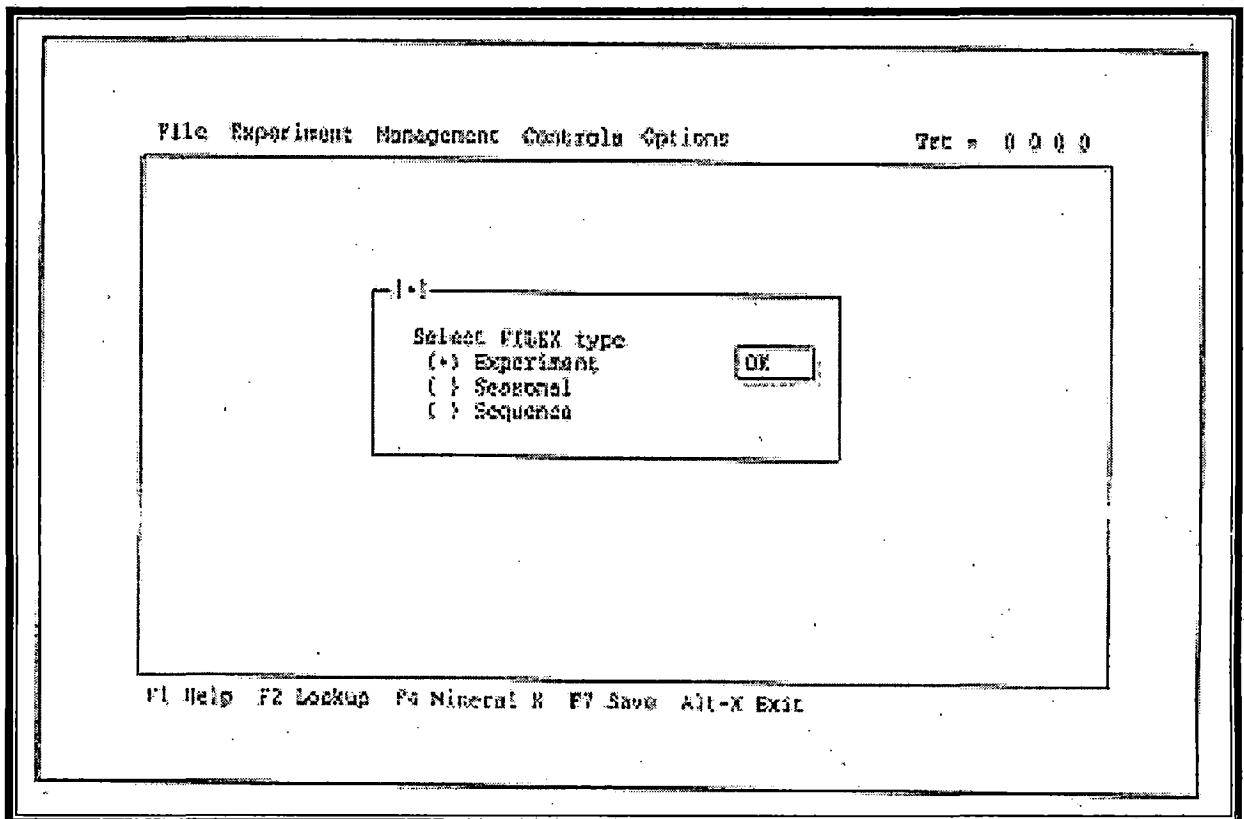 File Experiment Management Controls Options Trt = 0 0 0 0
Select FILEX type
(•) Experiment
( ) Seasonal
( ) Sequence
OK
F1 Help F2 Lookup F4 Mineral N F7 Save Alt-X Exit